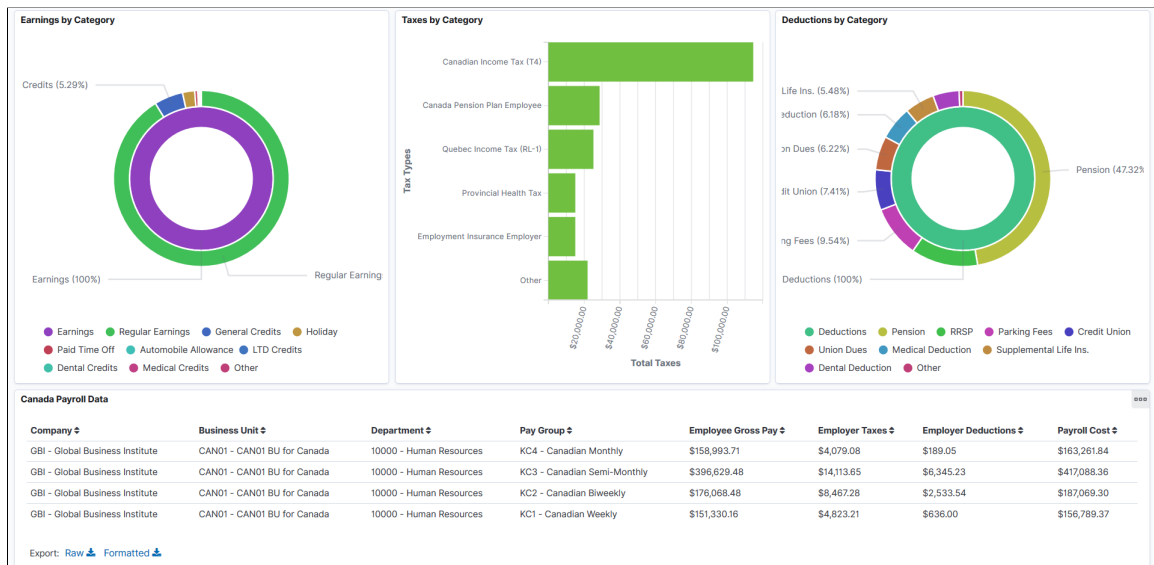 Earnings by Category
Credits (5.29%)
Earnings (100%)
Regular Earning
Earnings
Regular Earnings
General Credits
Holiday
Paid Time Off
Automobile Allowance
LTD Credits
Dental Credits
Medical Credits
Other
Taxes by Category
Tax Types
Canadian Income Tax (T4)
Canada Pension Plan Employee
Quebec Income Tax (RL-1)
Provincial Health Tax
Employment Insurance Employer
Other
$20,000.00
$40,000.00
$60,000.00
$80,000.00
$100,000.00
Total Taxes
Deductions by Category
Life Ins. (5.48%)
eduction (6.18%)
on Dues (6.22%)
dit Union (7.41%)
ng Fees (9.54%)
Deductions (100%)
Pension (47.32%
Deductions
Pension
RRSP
Parking Fees
Credit Union
Union Dues
Medical Deduction
Supplemental Life Ins.
Dental Deduction
Other
Canada Payroll Data
Company Business Unit Department Pay Group Employee Gross Pay Employer Taxes Employer Deductions Payroll Cost
GBI - Global Business Institute CAN01 - CAN01 BU for Canada 10000 - Human Resources KC4 - Canadian Monthly $158,993.71 $4,079.08 $189.05 $163,261.84
GBI - Global Business Institute CAN01 - CAN01 BU for Canada 10000 - Human Resources KC3 - Canadian Semi-Monthly $396,629.48 $14,113.65 $6,345.23 $417,088.36
GBI - Global Business Institute CAN01 - CAN01 BU for Canada 10000 - Human Resources KC2 - Canadian Biweekly $176,068.48 $8,467.28 $2,533.54 $187,069.30
GBI - Global Business Institute CAN01 - CAN01 BU for Canada 10000 - Human Resources KC1 - Canadian Weekly $151,330.16 $4,823.21 $636.00 $156,789.37
Export: Raw Formatted